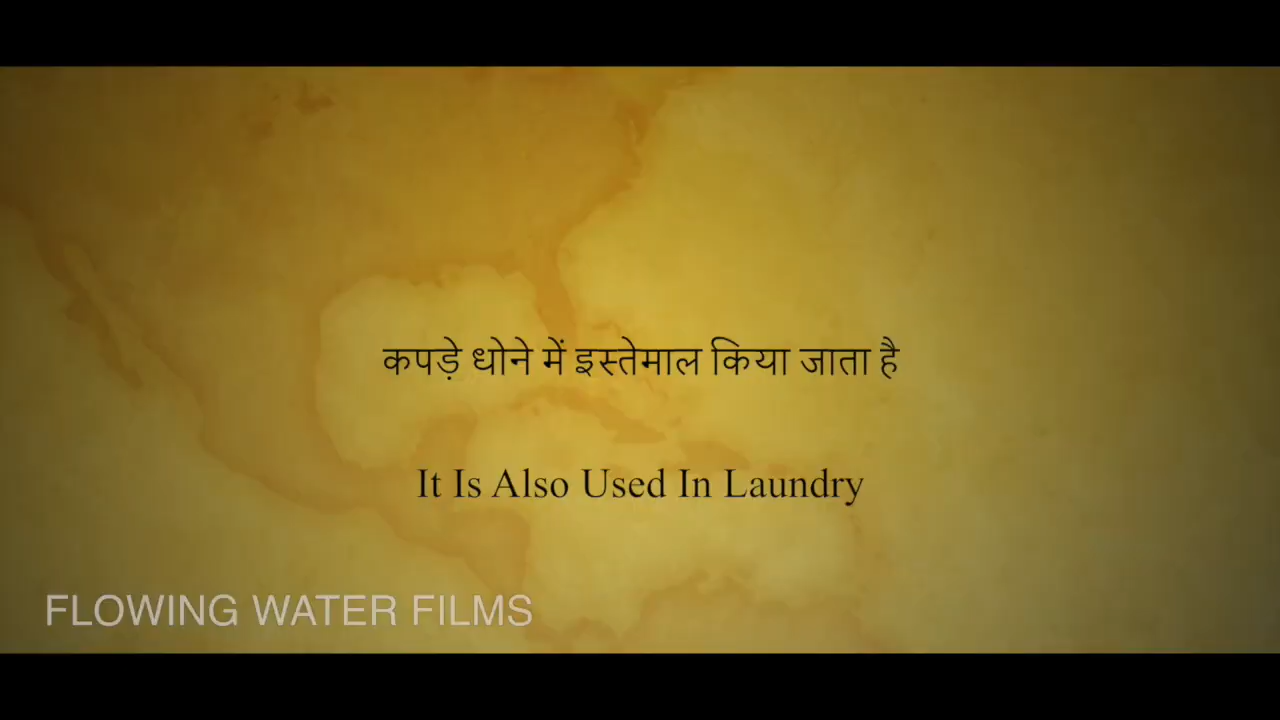 कपड़े धोने में इस्तेमाल किया जाता है
It Is Also Used In Laundry
FLOWING WATER FILMS